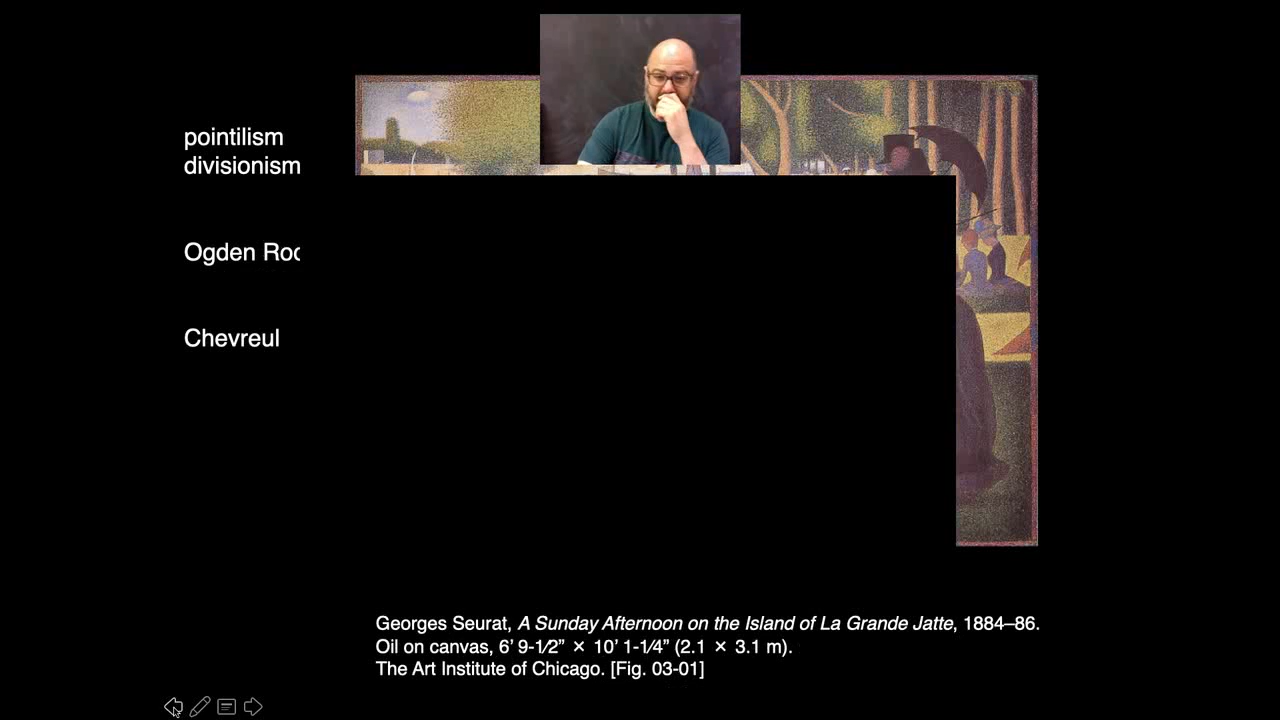 pointilism
divisionism
Ogden
Chevreul
Georges Seurat, A Sunday Afternoon on the Island of La Grande Jatte, 1884–86.
Oil on canvas, 6’ 9-1⁄2” × 10’ 1-1⁄4” (2.1 × 3.1 m).
The Art Institute of Chicago. [Fig. 03-01]